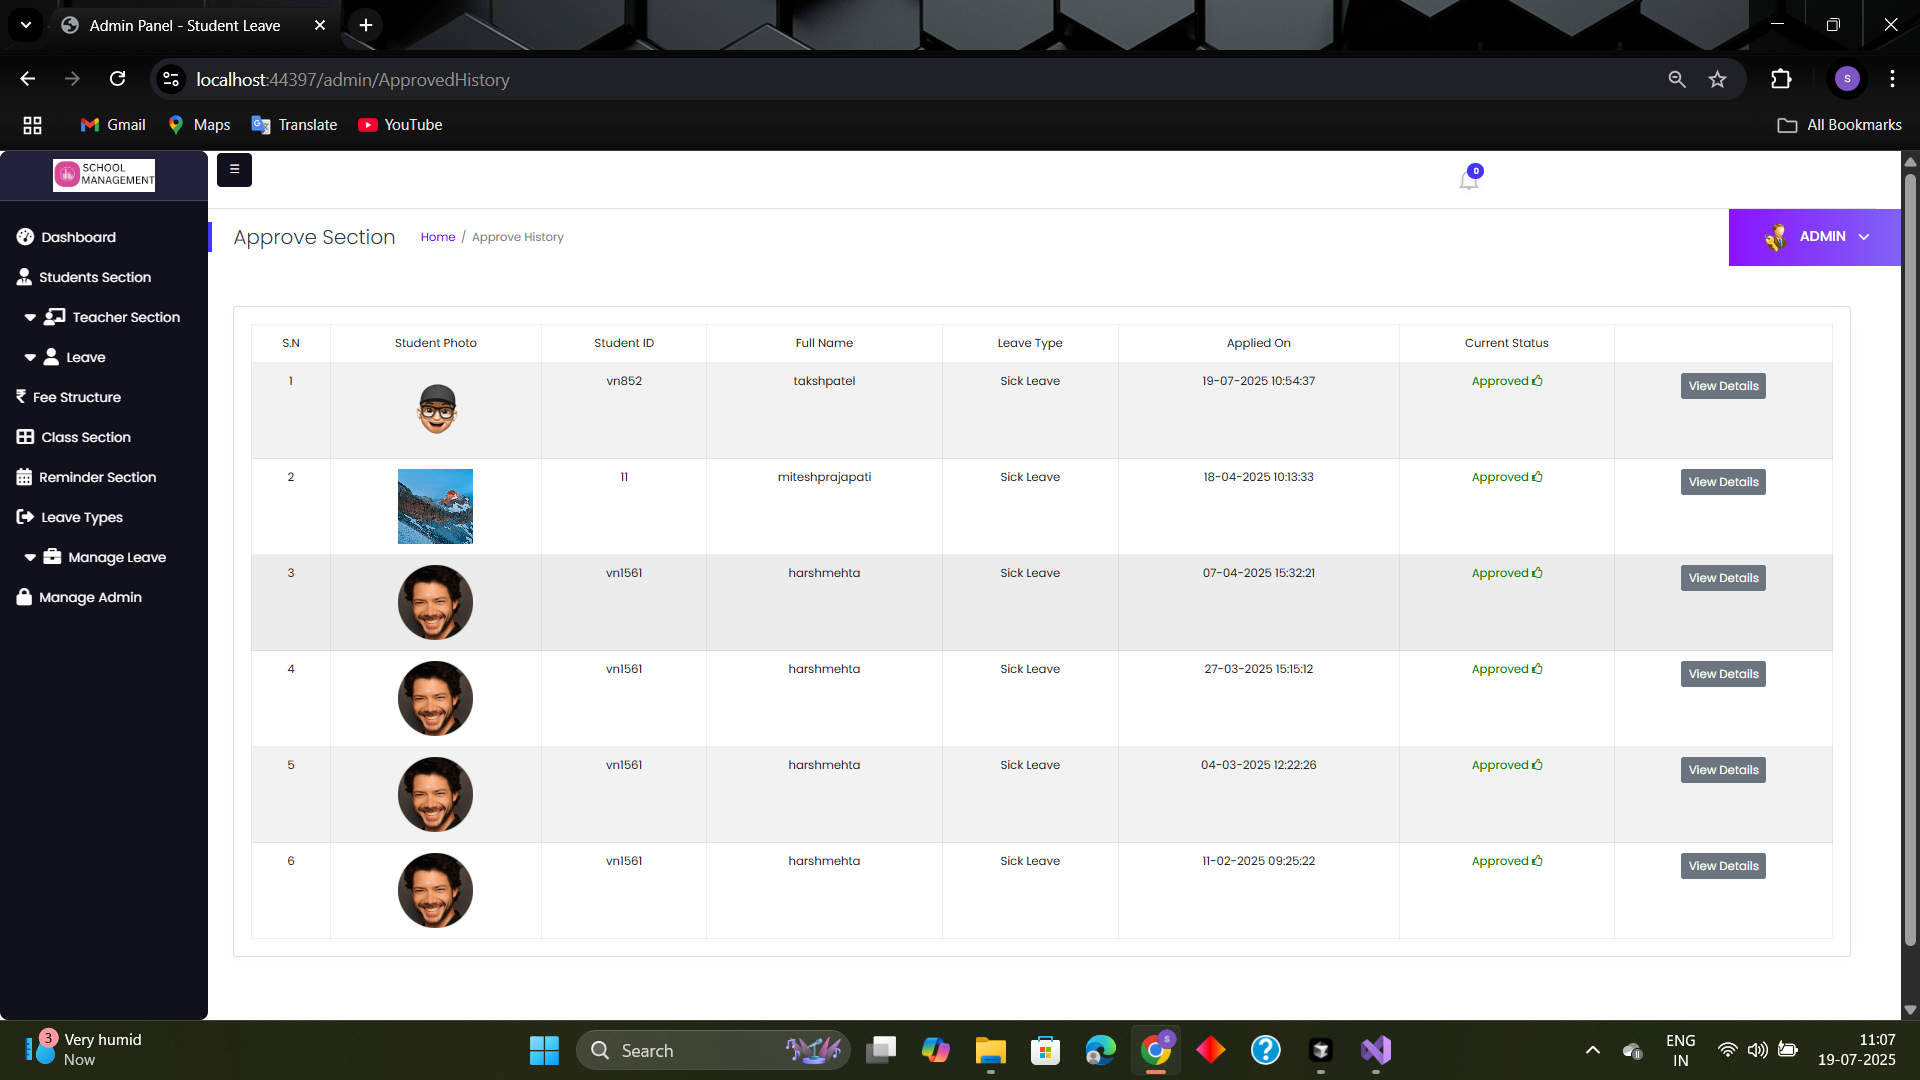 Admin Panel - Student Leave
localhost:44397/admin/ApprovedHistory
S
Gmail
Maps
Translate
YouTube
All Bookmarks
SCHOOL
MANAGEMENT
0
Dashboard
Students Section
Teacher Section
Leave
Fee Structure
Class Section
Reminder Section
Leave Types
Manage Leave
Manage Admin
Approve Section Home / Approve History
ADMIN
S.N Student Photo Student ID Full Name Leave Type Applied On Current Status
1 vn852 takshpatel Sick Leave 19-07-2025 10:54:37 Approved View Details
2 11 miteshprajapati Sick Leave 18-04-2025 10:13:33 Approved View Details
3 vn1561 harshmehta Sick Leave 07-04-2025 15:32:21 Approved View Details
4 vn1561 harshmehta Sick Leave 27-03-2025 15:15:12 Approved View Details
5 vn1561 harshmehta Sick Leave 04-03-2025 12:22:26 Approved View Details
6 vn1561 harshmehta Sick Leave 11-02-2025 09:25:22 Approved View Details
3
Very humid
Now
Search
S
ENG
IN
11:07
19-07-2025